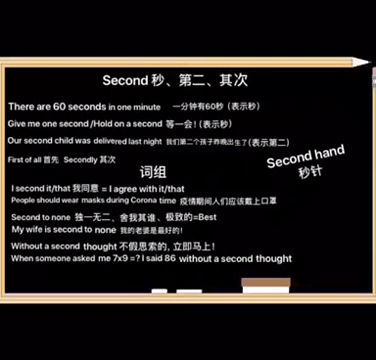 Second 秒、第二、其次
There are 60 seconds in one minute 一分钟有60秒（表示秒）
Give me one second /Hold on a second 等一会！（表示秒）
Our second child was delivered last night 我们第二个孩子昨晚出生了(表示第二）
First of all 首先 Secondly 其次
Second hand
秒针
词组
I second it/that 我同意 = I agree with it/that
People should wear masks during Corona time 疫情期间人们应该戴上口罩
Second to none 独一无二、舍我其谁、极致的=Best
My wife is second to none 我的老婆是最好的！
Without a second thought 不假思索的, 立即马上！
When someone asked me 7x9 =? I said 86 without a second thought